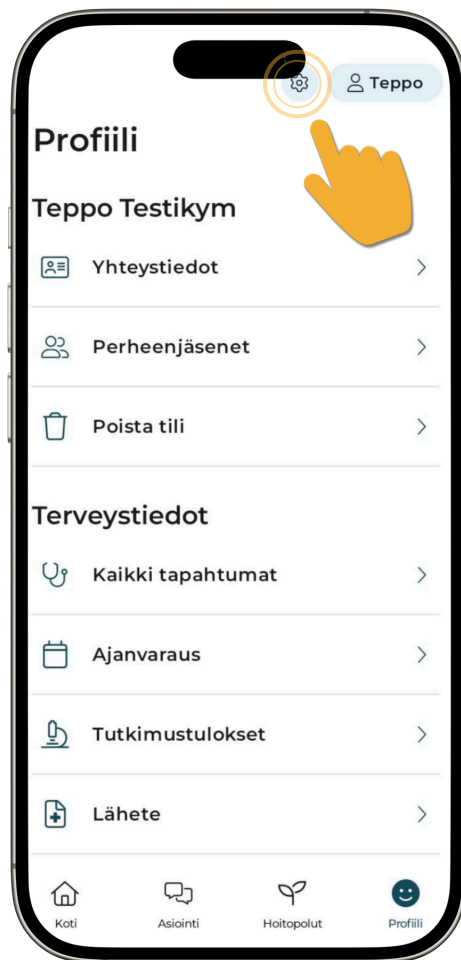 Teppo
Profiili
Teppo Testikym
Yhteystiedot
Perheenjäsenet
Poista tili
Terveystiedot
Kaikki tapahtumat
Ajanvaraus
Tutkimustulokset
Lähete
Koti
Asiointi
Hoitopolut
Profiili